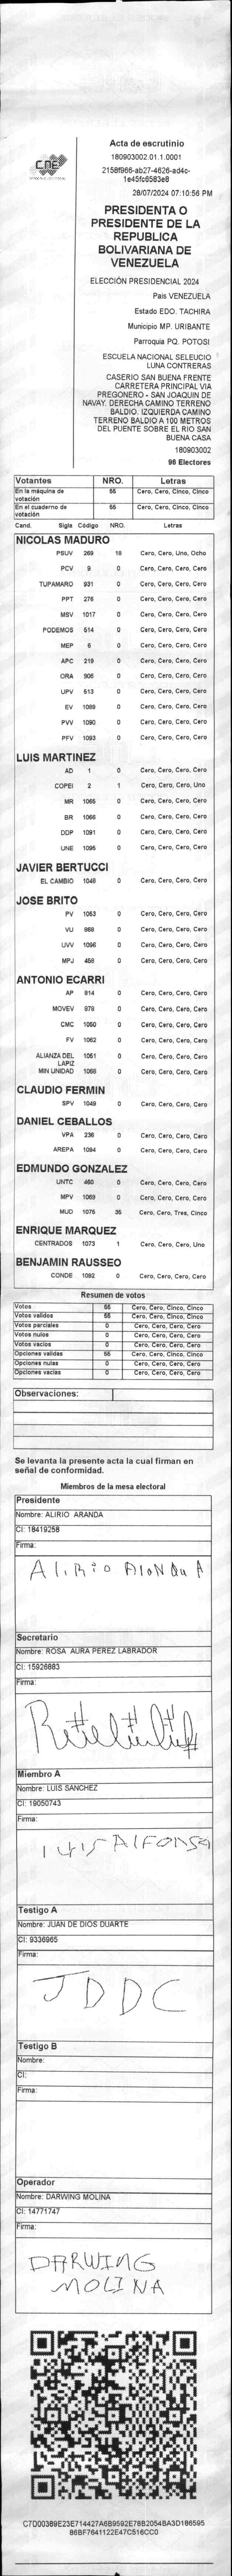 CNE
Acta de escrutinio
180903002.01.1.0001
2158f986-ab27-4626-ad4c-
1e45fc6583e8
28/07/2024 07:10:56 PM
PRESIDENTA O
PRESIDENTE DE LA
REPUBLICA
BOLIVARIANA DE
VENEZUELA
ELECCIÓN PRESIDENCIAL 2024
Pais VENEZUELA
Estado EDO. TACHIRA
Municipio MP. URIBANTE
Parroquia PQ. POTOSI
ESCUELA NACIONAL SELEUCIO
LUNA CONTRERAS
CASERIO SAN BUENA FRENTE
CARRETERA PRINCIPAL VIA
PREGONERO - SAN JOAQUIN DE
NAVAY. DERECHA CAMINO TERRENO
BALDIO. IZQUIERDA CAMINO
TERRENO BALDIO A 100 METROS
DEL PUENTE SOBRE EL RIO SAN
BUENA CASA
180903002
96 Electores
Votantes NRO. Letras
En la máquina de votación 55 Cero, Cero, Cinco, Cinco
En el cuaderno de votación 55 Cero, Cero, Cinco, Cinco
Cand. Sigla Código NRO. Letras
NICOLAS MADURO
PSUV 269 18 Cero, Cero, Uno, Ocho
PCV 9 0 Cero, Cero, Cero, Cero
TUPAMARO 931 0 Cero, Cero, Cero, Cero
PPT 276 0 Cero, Cero, Cero, Cero
MSV 1017 0 Cero, Cero, Cero, Cero
PODEMOS 514 0 Cero, Cero, Cero, Cero
MEP 6 0 Cero, Cero, Cero, Cero
APC 219 0 Cero, Cero, Cero, Cero
ORA 906 0 Cero, Cero, Cero, Cero
UPV 513 0 Cero, Cero, Cero, Cero
EV 1089 0 Cero, Cero, Cero, Cero
PVV 1090 0 Cero, Cero, Cero, Cero
PFV 1093 0 Cero, Cero, Cero, Cero
LUIS MARTINEZ
AD 1 0 Cero, Cero, Cero, Cero
COPEI 2 1 Cero, Cero, Cero, Uno
MR 1065 0 Cero, Cero, Cero, Cero
BR 1066 0 Cero, Cero, Cero, Cero
DDP 1091 0 Cero, Cero, Cero, Cero
UNE 1095 0 Cero, Cero, Cero, Cero
JAVIER BERTUCCI
EL CAMBIO 1048 0 Cero, Cero, Cero, Cero
JOSE BRITO
PV 1053 0 Cero, Cero, Cero, Cero
VU 868 0 Cero, Cero, Cero, Cero
UVV 1096 0 Cero, Cero, Cero, Cero
MPJ 458 0 Cero, Cero, Cero, Cero
ANTONIO ECARRI
AP 814 0 Cero, Cero, Cero, Cero
MOVEV 879 0 Cero, Cero, Cero, Cero
CMC 1050 0 Cero, Cero, Cero, Cero
FV 1062 0 Cero, Cero, Cero, Cero
ALIANZA DEL LAPIZ 1051 0 Cero, Cero, Cero, Cero
MIN UNIDAD 1068 0 Cero, Cero, Cero, Cero
CLAUDIO FERMIN
SPV 1049 0 Cero, Cero, Cero, Cero
DANIEL CEBALLOS
VPA 236 0 Cero, Cero, Cero, Cero
AREPA 1094 0 Cero, Cero, Cero, Cero
EDMUNDO GONZALEZ
UNTC 460 0 Cero, Cero, Cero, Cero
MPV 1069 0 Cero, Cero, Cero, Cero
MUD 1075 35 Cero, Cero, Tres, Cinco
ENRIQUE MARQUEZ
CENTRADOS 1073 1 Cero, Cero, Cero, Uno
BENJAMIN RAUSSEO
CONDE 1092 0 Cero, Cero, Cero, Cero
Resumen de votos
Votos 55 Cero, Cero, Cinco, Cinco
Votos validos 55 Cero, Cero, Cinco, Cinco
Votos parciales 0 Cero, Cero, Cero, Cero
Votos nulos 0 Cero, Cero, Cero, Cero
Votos vacios 0 Cero, Cero, Cero, Cero
Opciones validas 55 Cero, Cero, Cinco, Cinco
Opciones nulas 0 Cero, Cero, Cero, Cero
Opciones vacias 0 Cero, Cero, Cero, Cero
Observaciones:
Se levanta la presente acta la cual firman en
señal de conformidad.
Miembros de la mesa electoral
Presidente
Nombre: ALIRIO ARANDA
CI: 18419258
Firma:
Secretario
Nombre: ROSA AURA PEREZ LABRADOR
CI: 15926883
Firma:
Miembro A
Nombre: LUIS SANCHEZ
CI: 19050743
Firma:
luis AlFONSO
Testigo A
Nombre: JUAN DE DIOS DUARTE
CI: 9336965
Firma:
JDDC
Testigo B
Nombre:
CI:
Firma:
Operador
Nombre: DARWING MOLINA
CI: 14771747
Firma:
DARWING
MOLINA
C7D00389E23E714427A6B9592E78B2054BA3D186595
86BF7641122E47C516CC0